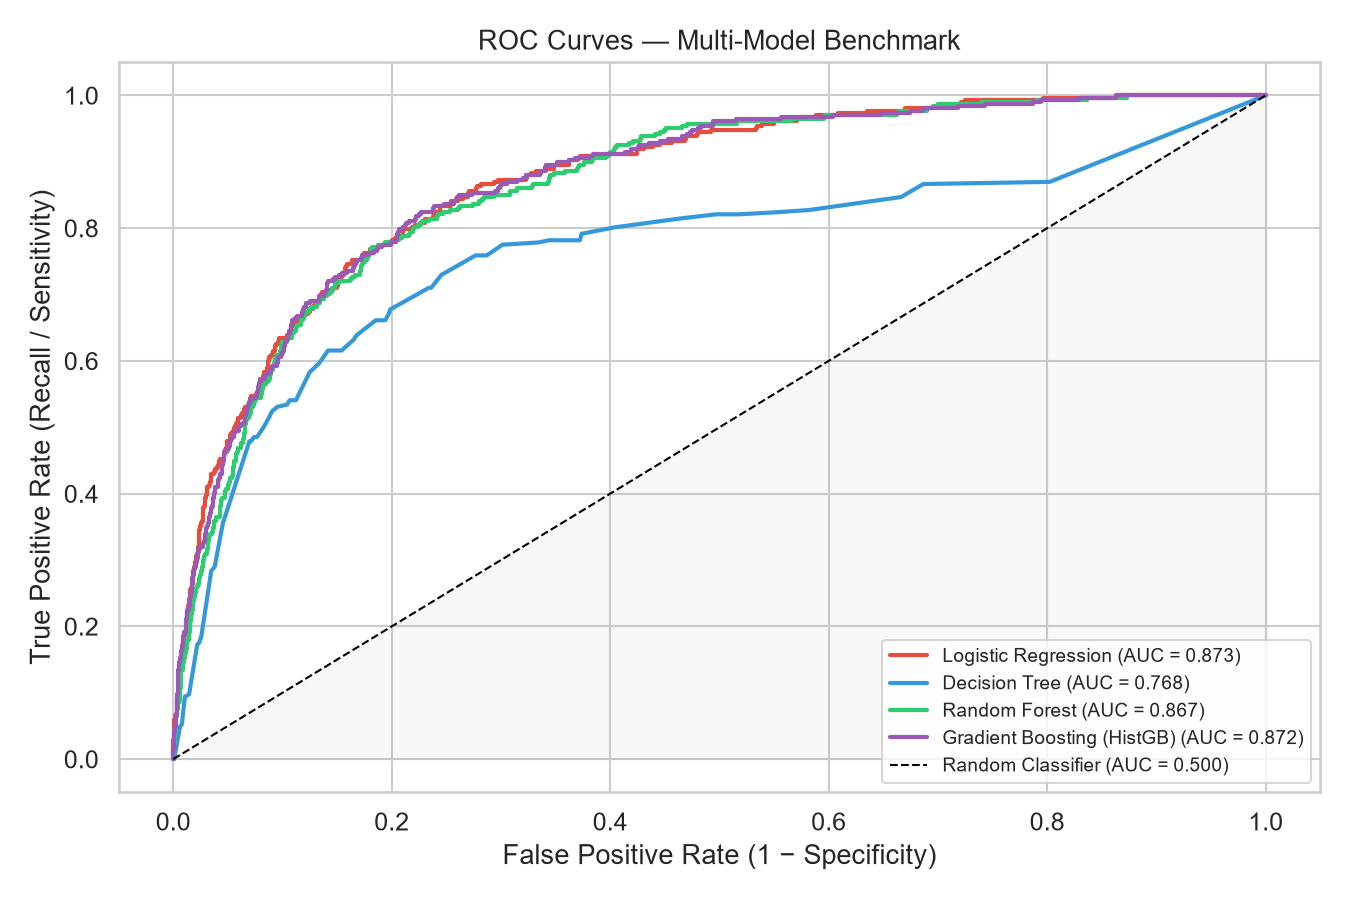 ROC Curves — Multi-Model Benchmark
True Positive Rate (Recall / Sensitivity)
1.0
0.8
0.6
0.4
0.2
0.0
Logistic Regression (AUC = 0.873)
Decision Tree (AUC = 0.768)
Random Forest (AUC = 0.867)
Gradient Boosting (HistGB) (AUC = 0.872)
Random Classifier (AUC = 0.500)
0.0 0.2 0.4 0.6 0.8 1.0
False Positive Rate (1 − Specificity)